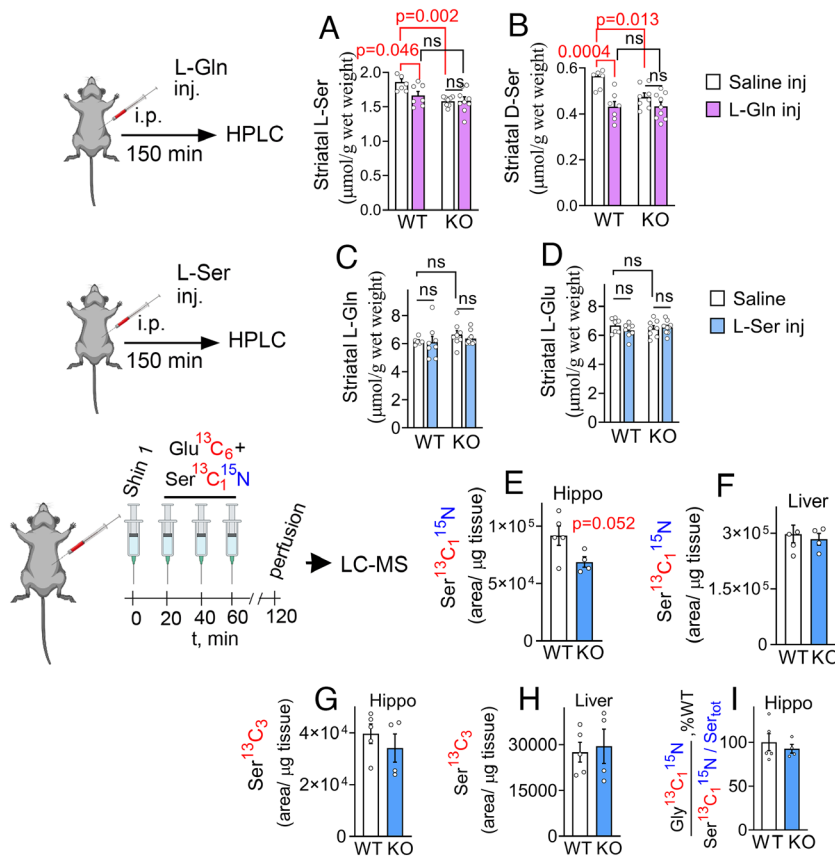 A
B
p=0.002
p=0.046
ns
ns
p=0.013
0.0004
ns
ns
L-Gln
inj.
i.p.
150 min
HPLC
Striatal L-Ser
(μmol/g wet weight)
2.0
1.5
1.0
0.5
0.0
WT KO
Striatal D-Ser
(μmol/g wet weight)
0.6
0.4
0.2
0.0
WT KO
Saline inj
L-Gln inj
C
D
L-Ser
inj.
i.p.
150 min
HPLC
Striatal L-Gln
(μmol/g wet weight)
ns
ns
ns
8
6
4
2
0
WT KO
Striatal L-Glu
(μmol/g wet weight)
ns
ns
ns
8
6
4
2
0
WT KO
Saline
L-Ser inj
Shin 1
Glu¹³C₆+
Ser¹³C₁¹⁵N
perfusion
0 20 40 60 120
t, min
LC-MS
E
Hippo
p=0.052
Ser¹³C₁¹⁵N
(area/ μg tissue)
1×10⁵
5×10⁴
0
WT KO
F
Liver
Ser¹³C₁¹⁵N
(area/ μg tissue)
3×10⁵
1.5×10⁵
0
WT KO
G
Hippo
Ser¹³C₃
(area/ μg tissue)
4×10⁴
2×10⁴
0
WT KO
H
Liver
Ser¹³C₃
(area/ μg tissue)
30000
20000
10000
0
WT KO
I
Hippo
Gly¹³C₁¹⁵N
Ser¹³C₁¹⁵N / Serₜₒₜ
, %WT
100
50
0
WT KO